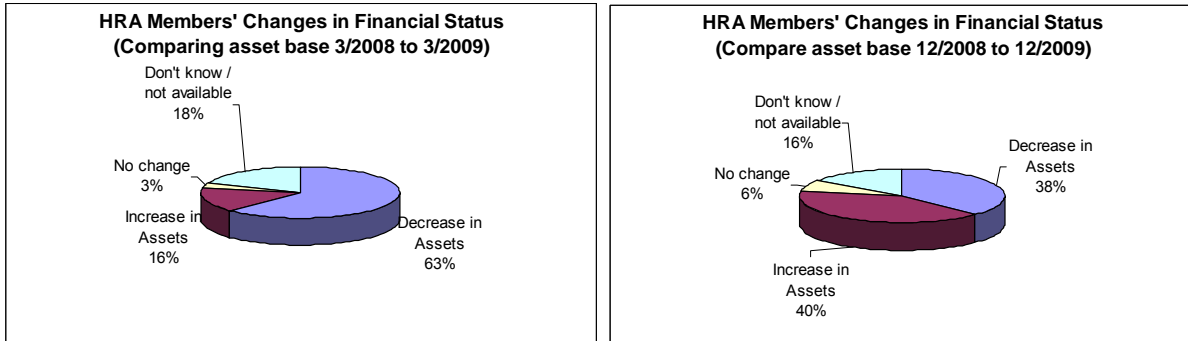 HRA Members' Changes in Financial Status
(Comparing asset base 3/2008 to 3/2009)
Don't know /
not available
18%
No change
3%
Increase in
Assets
16%
Decrease in
Assets
63%
HRA Members' Changes in Financial Status
(Compare asset base 12/2008 to 12/2009)
Don't know /
not available
16%
No change
6%
Decrease in
Assets
38%
Increase in
Assets
40%